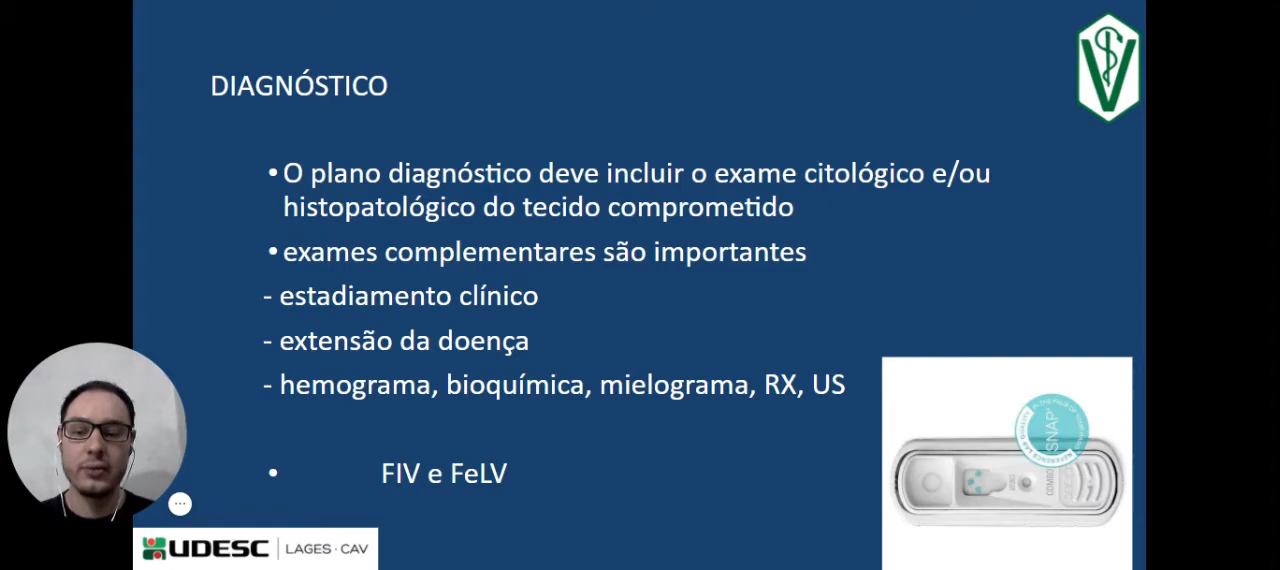 DIAGNÓSTICO
• O plano diagnóstico deve incluir o exame citológico e/ou
histopatológico do tecido comprometido
• exames complementares são importantes
- estadiamento clínico
- extensão da doença
- hemograma, bioquímica, mielograma, RX, US
• FIV e FeLV
SNAP
COMBO
UDESC LAGES · CAV